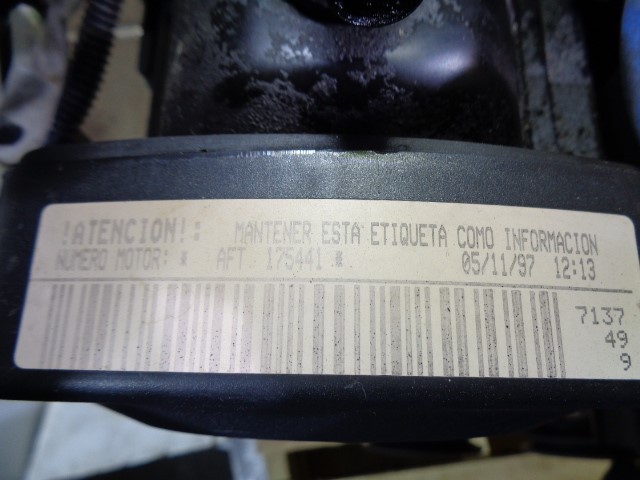 !ATENCION!: MANTENER ESTA ETIQUETA COMO INFORMACION
NUMERO MOTOR: * AFT 175441 * 05/11/97 12:13
7137
49
9